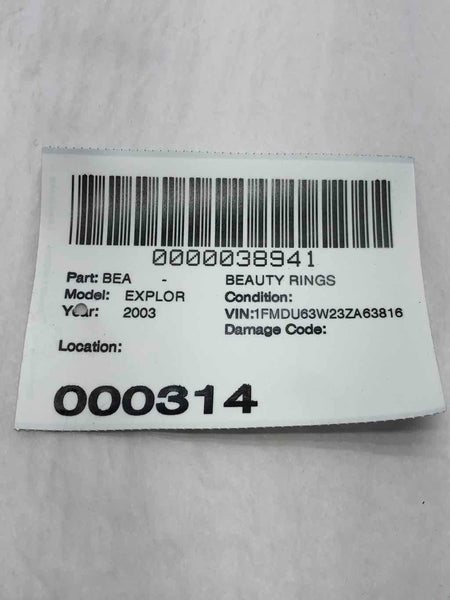 0000038941
Part: BEA - BEAUTY RINGS
Model: EXPLOR Condition:
Year: 2003 VIN:1FMDU63W23ZA63816
Damage Code:
Location:
000314